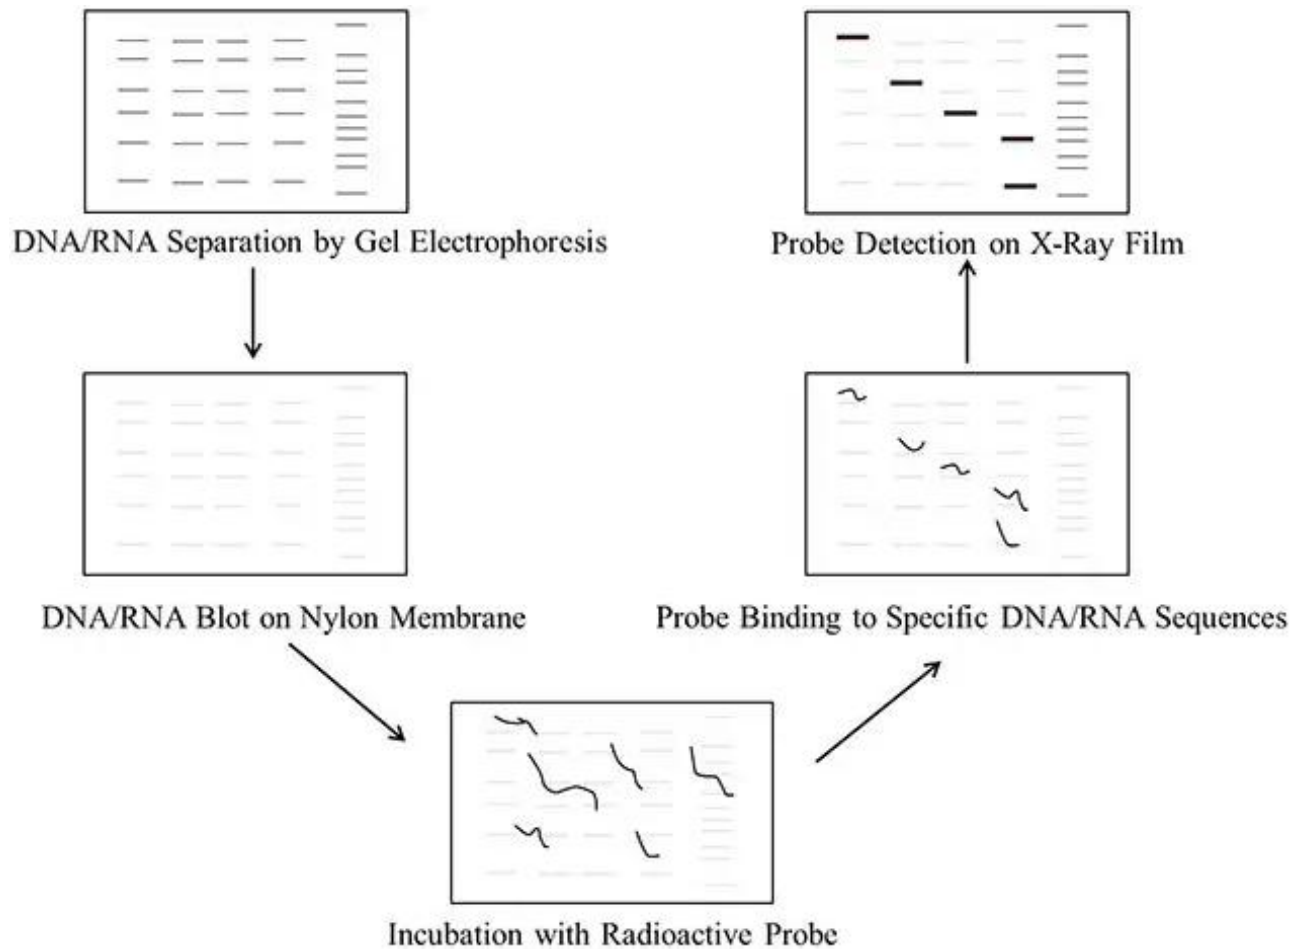 DNA/RNA Separation by Gel Electrophoresis
Probe Detection on X-Ray Film
DNA/RNA Blot on Nylon Membrane
Probe Binding to Specific DNA/RNA Sequences
Incubation with Radioactive Probe